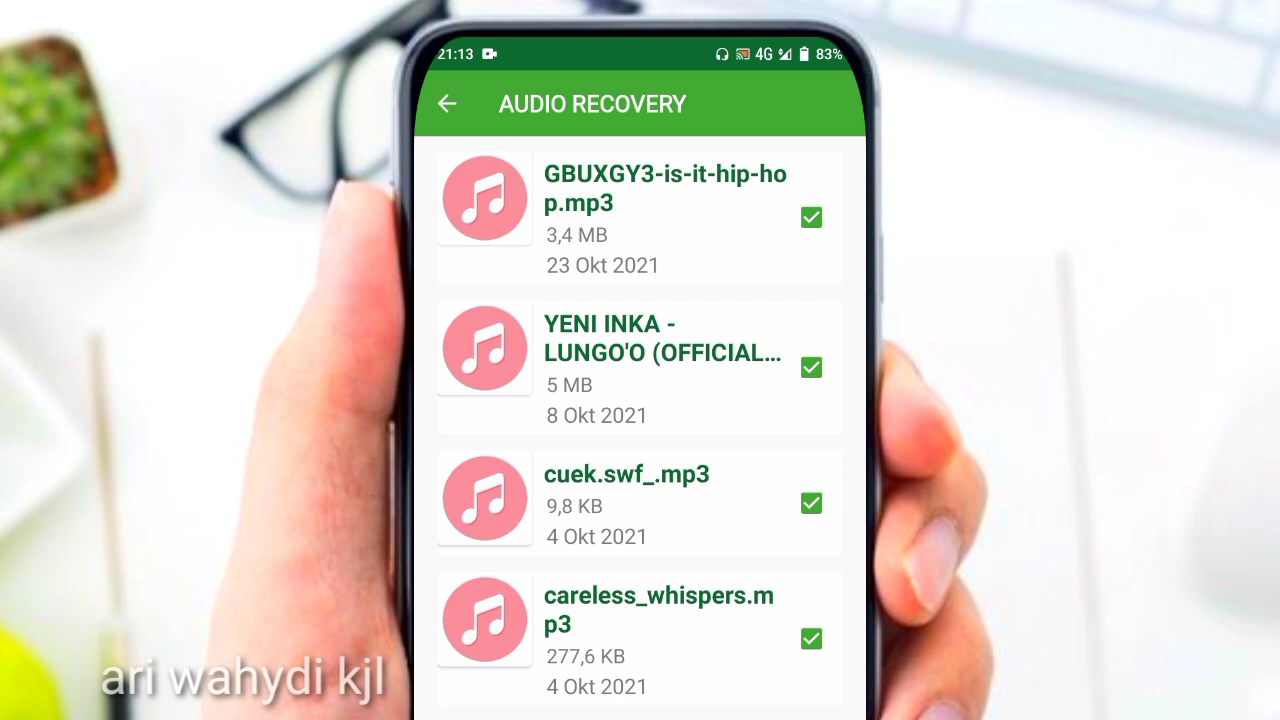 21:13 4G 83%
AUDIO RECOVERY
GBUXGY3-is-it-hip-ho
p.mp3
3,4 MB
23 Okt 2021
YENI INKA -
LUNGO'O (OFFICIAL...
5 MB
8 Okt 2021
cuek.swf_.mp3
9,8 KB
4 Okt 2021
careless_whispers.m
p3
277,6 KB
4 Okt 2021
ari wahydi kjl